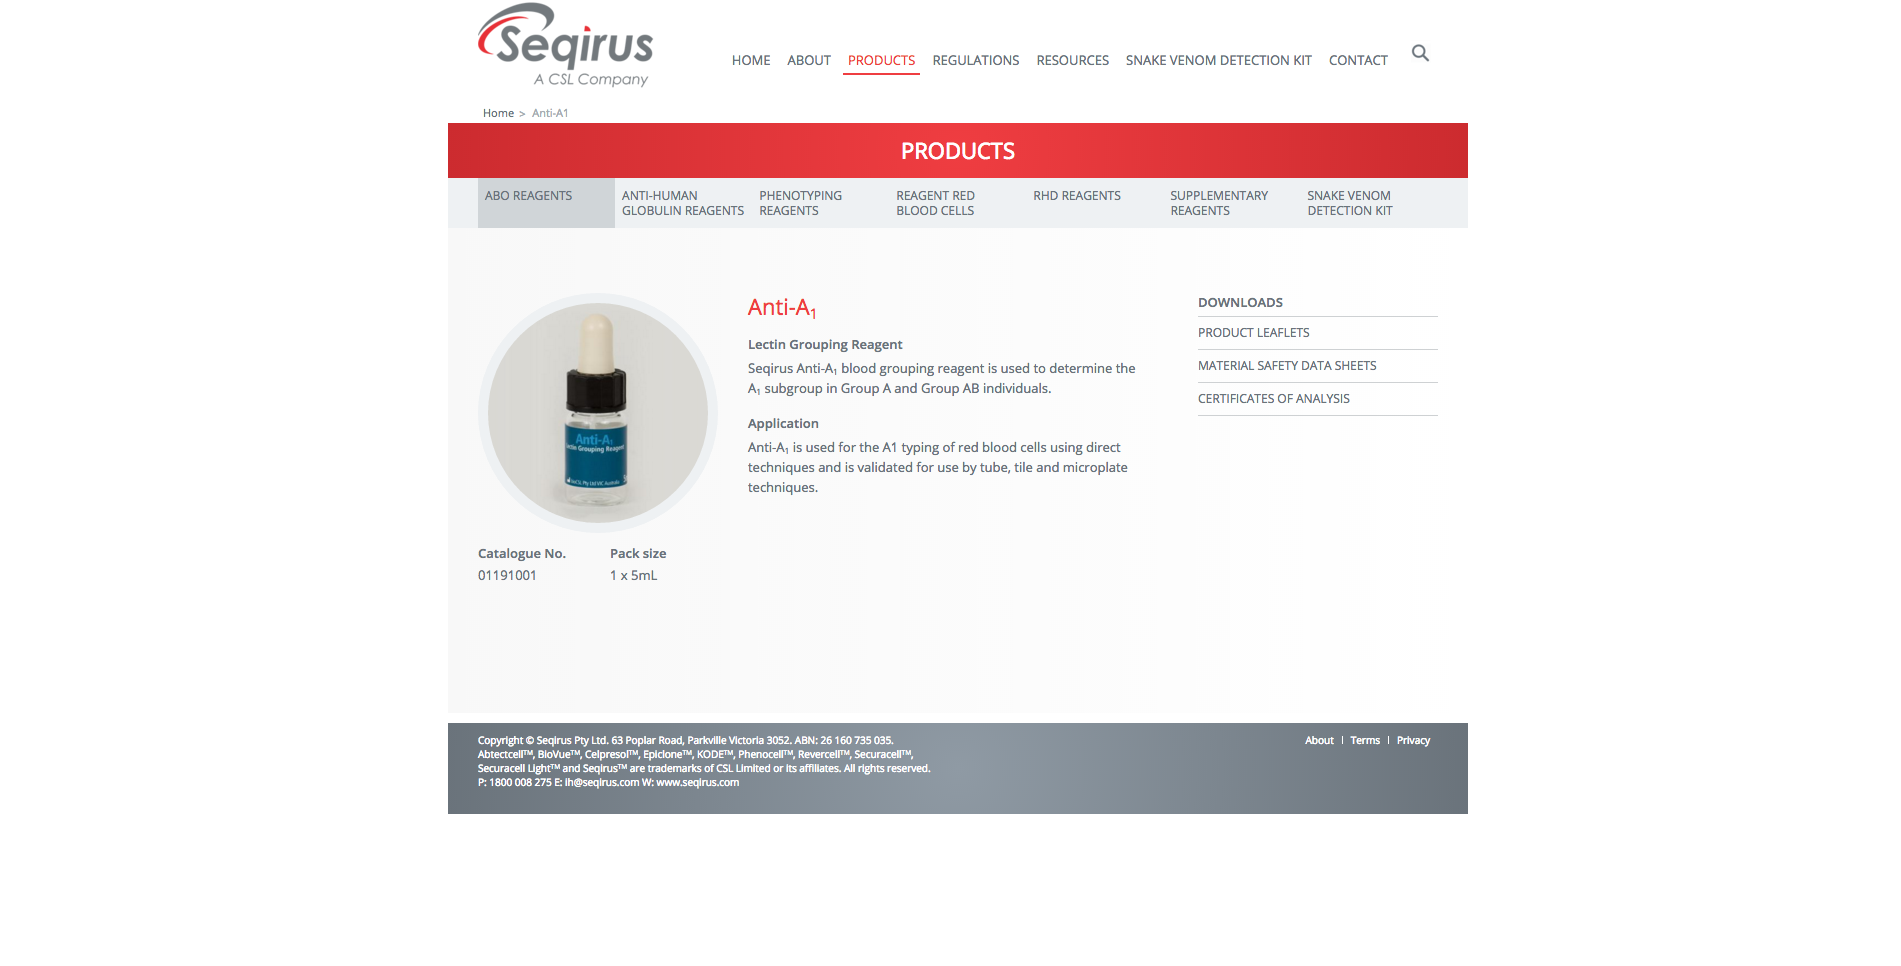 Seqirus
A CSL Company
HOME ABOUT PRODUCTS REGULATIONS RESOURCES SNAKE VENOM DETECTION KIT CONTACT
Home > Anti-A1
PRODUCTS
ABO REAGENTS
ANTI-HUMAN
GLOBULIN REAGENTS
PHENOTYPING
REAGENTS
REAGENT RED
BLOOD CELLS
RHD REAGENTS
SUPPLEMENTARY
REAGENTS
SNAKE VENOM
DETECTION KIT
Anti-A₁
Lectin Grouping Reagent
Catalogue No. Pack size
01191001 1 x 5mL
Anti-A₁
Lectin Grouping Reagent
Seqirus Anti-A₁ blood grouping reagent is used to determine the
A₁ subgroup in Group A and Group AB individuals.
Application
Anti-A₁ is used for the A1 typing of red blood cells using direct
techniques and is validated for use by tube, tile and microplate
techniques.
DOWNLOADS
PRODUCT LEAFLETS
MATERIAL SAFETY DATA SHEETS
CERTIFICATES OF ANALYSIS
Copyright © Seqirus Pty Ltd. 63 Poplar Road, Parkville Victoria 3052. ABN: 26 160 735 035.
Abtectcell™, BioVue™, Celpresol™, Epiclone™, KODE™, Phenocell™, Revercell™, Securacell™,
Securacell Light™ and Seqirus™ are trademarks of CSL Limited or its affiliates. All rights reserved.
P: 1800 008 275 E: ih@seqirus.com W: www.seqirus.com
About | Terms | Privacy